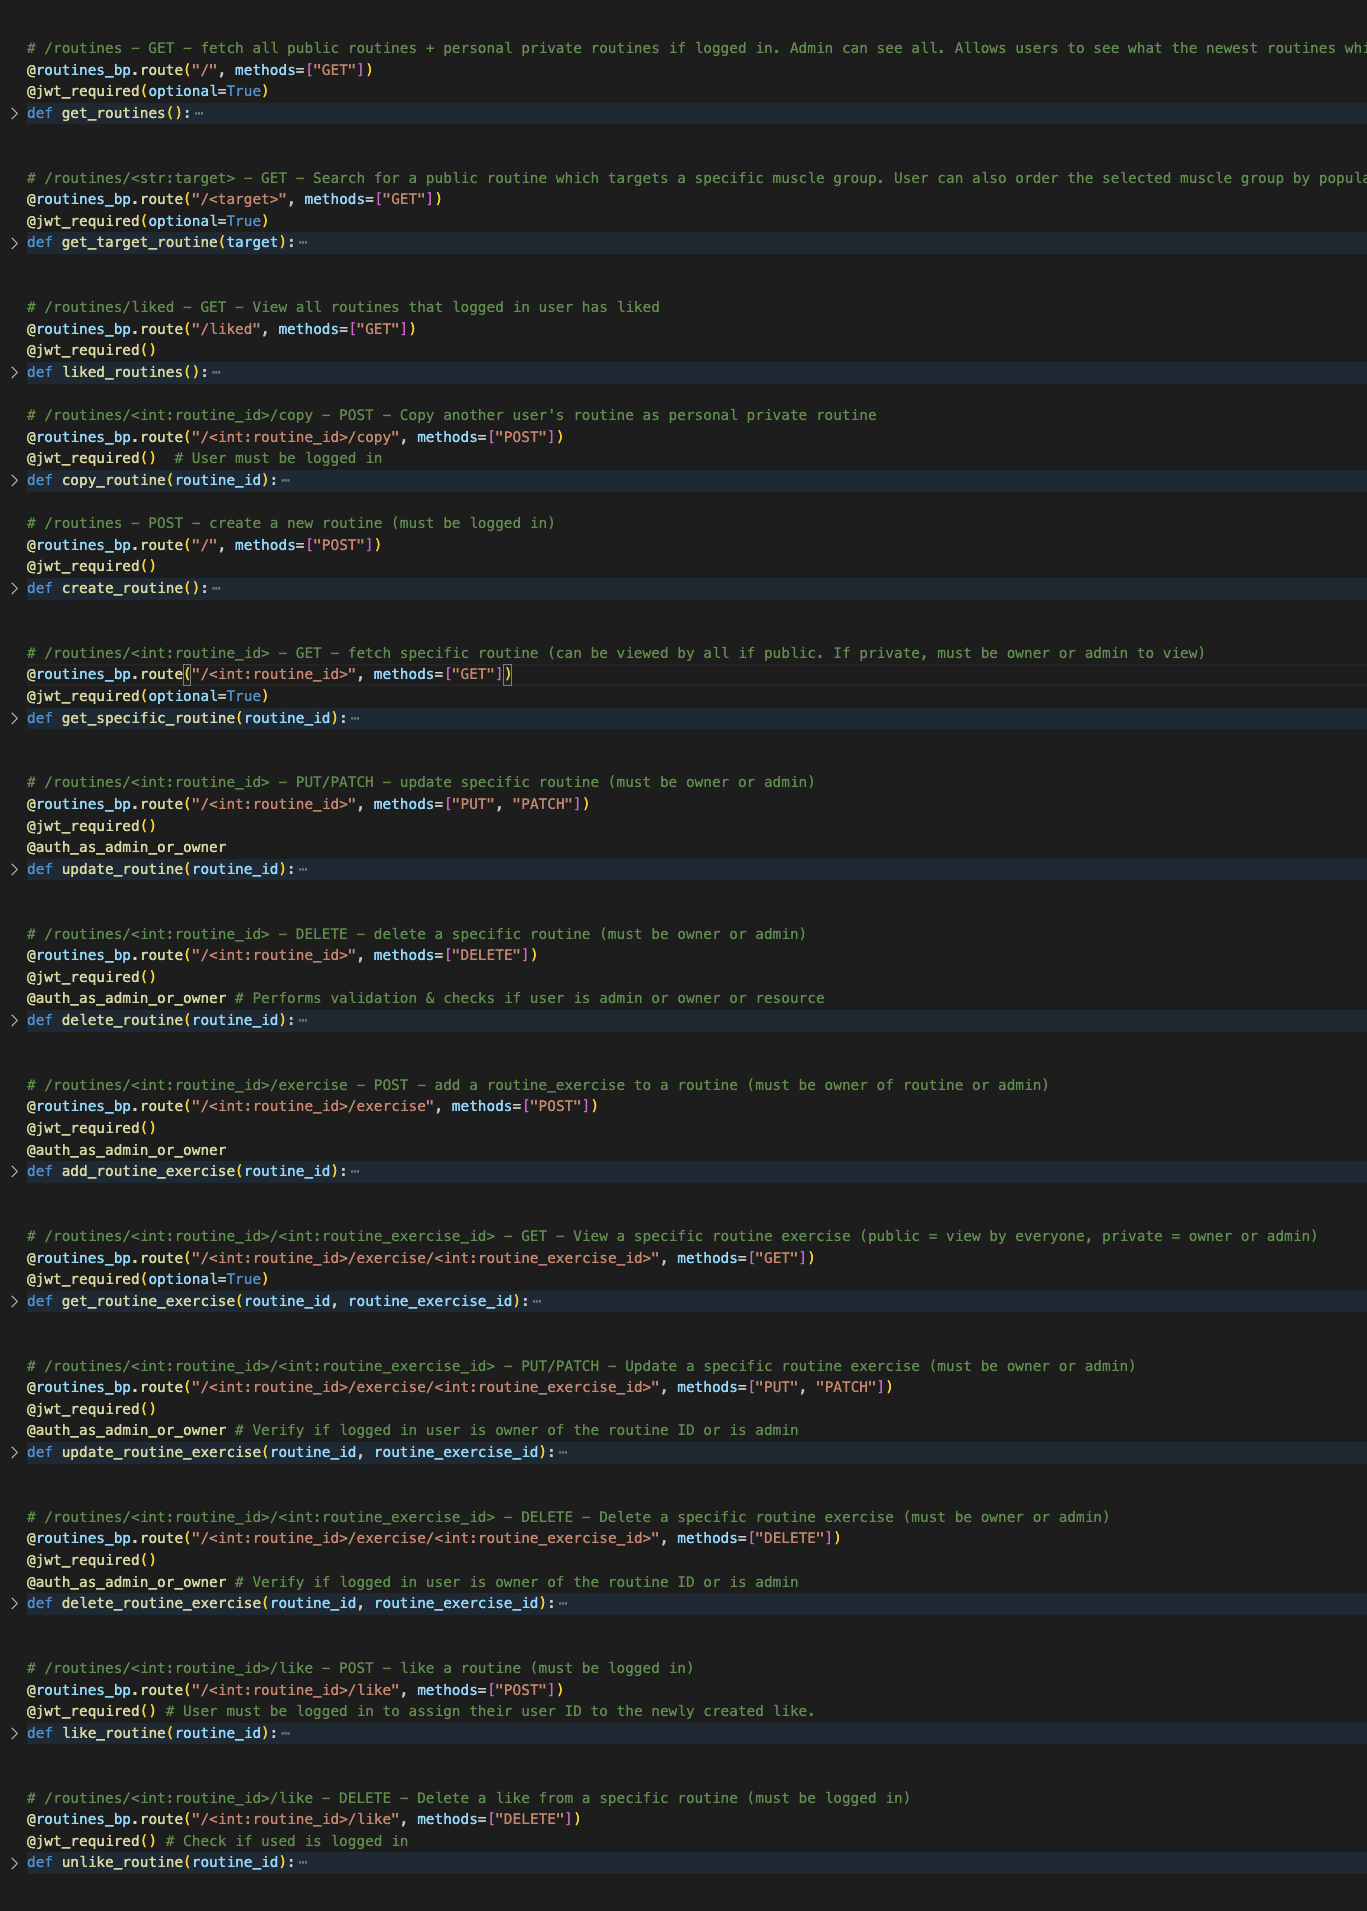 # /routines – GET – fetch all public routines + personal private routines if logged in. Admin can see all. Allows users to see what the newest routines whi
@routines_bp.route("/", methods=["GET"])
@jwt_required(optional=True)
def get_routines():⋯
# /routines/<str:target> – GET – Search for a public routine which targets a specific muscle group. User can also order the selected muscle group by popula
@routines_bp.route("/<target>", methods=["GET"])
@jwt_required(optional=True)
def get_target_routine(target):⋯
# /routines/liked – GET – View all routines that logged in user has liked
@routines_bp.route("/liked", methods=["GET"])
@jwt_required()
def liked_routines():⋯
# /routines/<int:routine_id>/copy – POST – Copy another user's routine as personal private routine
@routines_bp.route("/<int:routine_id>/copy", methods=["POST"])
@jwt_required()  # User must be logged in
def copy_routine(routine_id):⋯
# /routines – POST – create a new routine (must be logged in)
@routines_bp.route("/", methods=["POST"])
@jwt_required()
def create_routine():⋯
# /routines/<int:routine_id> – GET – fetch specific routine (can be viewed by all if public. If private, must be owner or admin to view)
@routines_bp.route("/<int:routine_id>", methods=["GET"])
@jwt_required(optional=True)
def get_specific_routine(routine_id):⋯
# /routines/<int:routine_id> – PUT/PATCH – update specific routine (must be owner or admin)
@routines_bp.route("/<int:routine_id>", methods=["PUT", "PATCH"])
@jwt_required()
@auth_as_admin_or_owner
def update_routine(routine_id):⋯
# /routines/<int:routine_id> – DELETE – delete a specific routine (must be owner or admin)
@routines_bp.route("/<int:routine_id>", methods=["DELETE"])
@jwt_required()
@auth_as_admin_or_owner # Performs validation & checks if user is admin or owner or resource
def delete_routine(routine_id):⋯
# /routines/<int:routine_id>/exercise – POST – add a routine_exercise to a routine (must be owner of routine or admin)
@routines_bp.route("/<int:routine_id>/exercise", methods=["POST"])
@jwt_required()
@auth_as_admin_or_owner
def add_routine_exercise(routine_id):⋯
# /routines/<int:routine_id>/<int:routine_exercise_id> – GET – View a specific routine exercise (public = view by everyone, private = owner or admin)
@routines_bp.route("/<int:routine_id>/exercise/<int:routine_exercise_id>", methods=["GET"])
@jwt_required(optional=True)
def get_routine_exercise(routine_id, routine_exercise_id):⋯
# /routines/<int:routine_id>/<int:routine_exercise_id> – PUT/PATCH – Update a specific routine exercise (must be owner or admin)
@routines_bp.route("/<int:routine_id>/exercise/<int:routine_exercise_id>", methods=["PUT", "PATCH"])
@jwt_required()
@auth_as_admin_or_owner # Verify if logged in user is owner of the routine ID or is admin
def update_routine_exercise(routine_id, routine_exercise_id):⋯
# /routines/<int:routine_id>/<int:routine_exercise_id> – DELETE – Delete a specific routine exercise (must be owner or admin)
@routines_bp.route("/<int:routine_id>/exercise/<int:routine_exercise_id>", methods=["DELETE"])
@jwt_required()
@auth_as_admin_or_owner # Verify if logged in user is owner of the routine ID or is admin
def delete_routine_exercise(routine_id, routine_exercise_id):⋯
# /routines/<int:routine_id>/like – POST – like a routine (must be logged in)
@routines_bp.route("/<int:routine_id>/like", methods=["POST"])
@jwt_required() # User must be logged in to assign their user ID to the newly created like.
def like_routine(routine_id):⋯
# /routines/<int:routine_id>/like – DELETE – Delete a like from a specific routine (must be logged in)
@routines_bp.route("/<int:routine_id>/like", methods=["DELETE"])
@jwt_required() # Check if used is logged in
def unlike_routine(routine_id):⋯